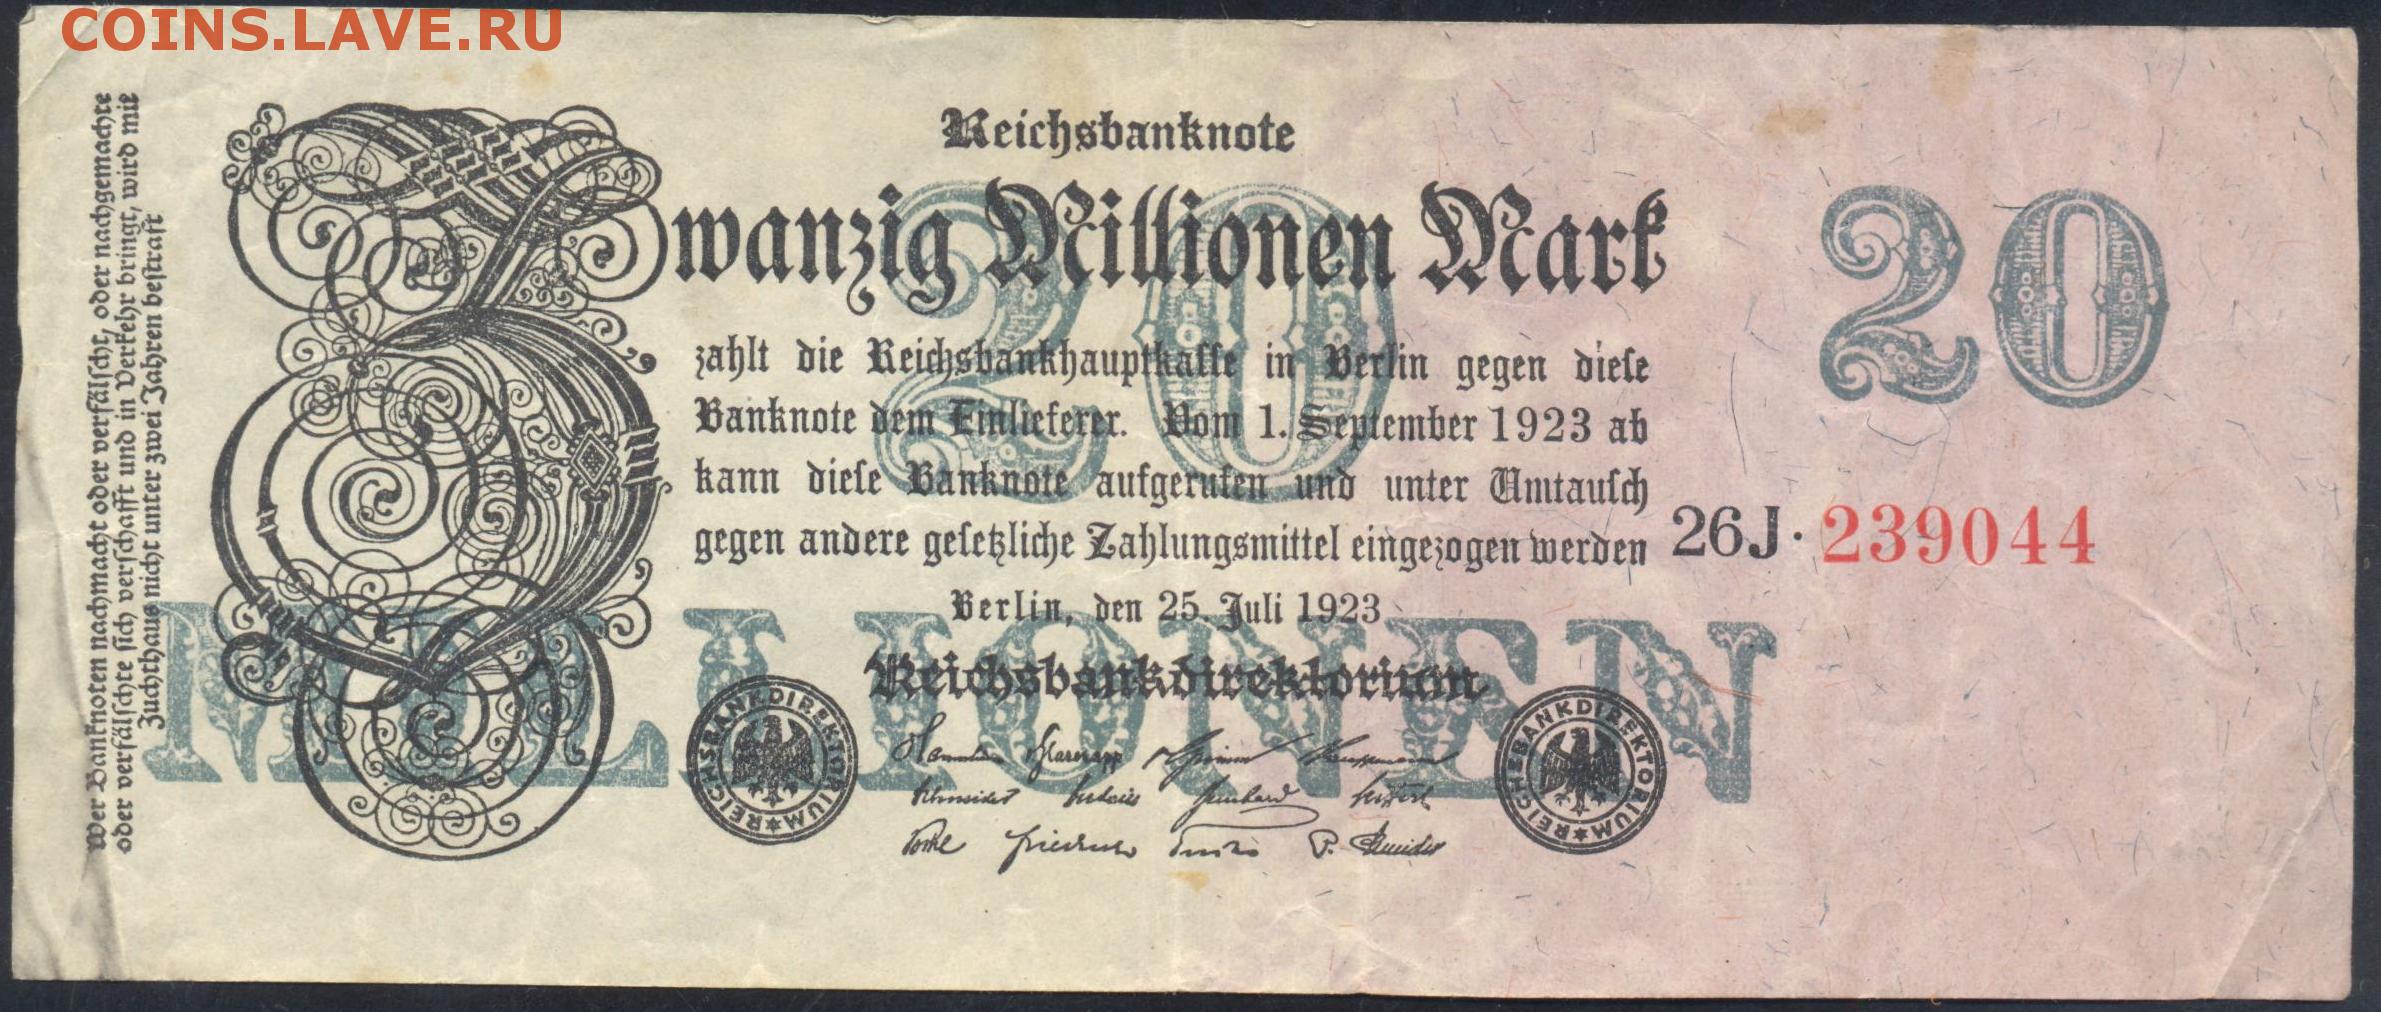 COINS.LAVE.RU
Reichsbanknote
Zwanzig Millionen Mark
20
20
zahlt die Reichsbankhauptkasse in Berlin gegen diese
Banknote dem Einlieferer. Vom 1. September 1923 ab
kann diese Banknote aufgerufen und unter Umtausch
gegen andere gesetzliche Zahlungsmittel eingezogen werden
26J·239044
Berlin, den 25. Juli 1923
MILLIONEN
Reichsbankdirektorium
REICHSBANKDIREKTORIUM
REICHSBANKDIREKTORIUM
Schneider
P. Schneider
Wer Banknoten nachmacht oder verfälscht, oder nachgemachte
oder verfälschte sich verschafft und in Verkehr bringt, wird mit
Zuchthaus nicht unter zwei Jahren bestraft